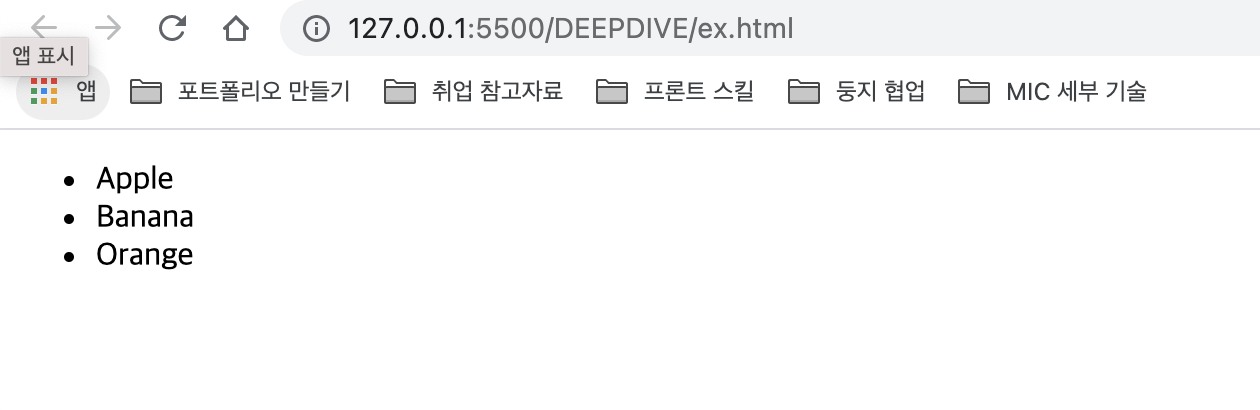 127.0.0.1:5500/DEEPDIVE/ex.html
앱 표시
앱 포트폴리오 만들기 취업 참고자료 프론트 스킬 둥지 협업 MIC 세부 기술
Apple
Banana
Orange